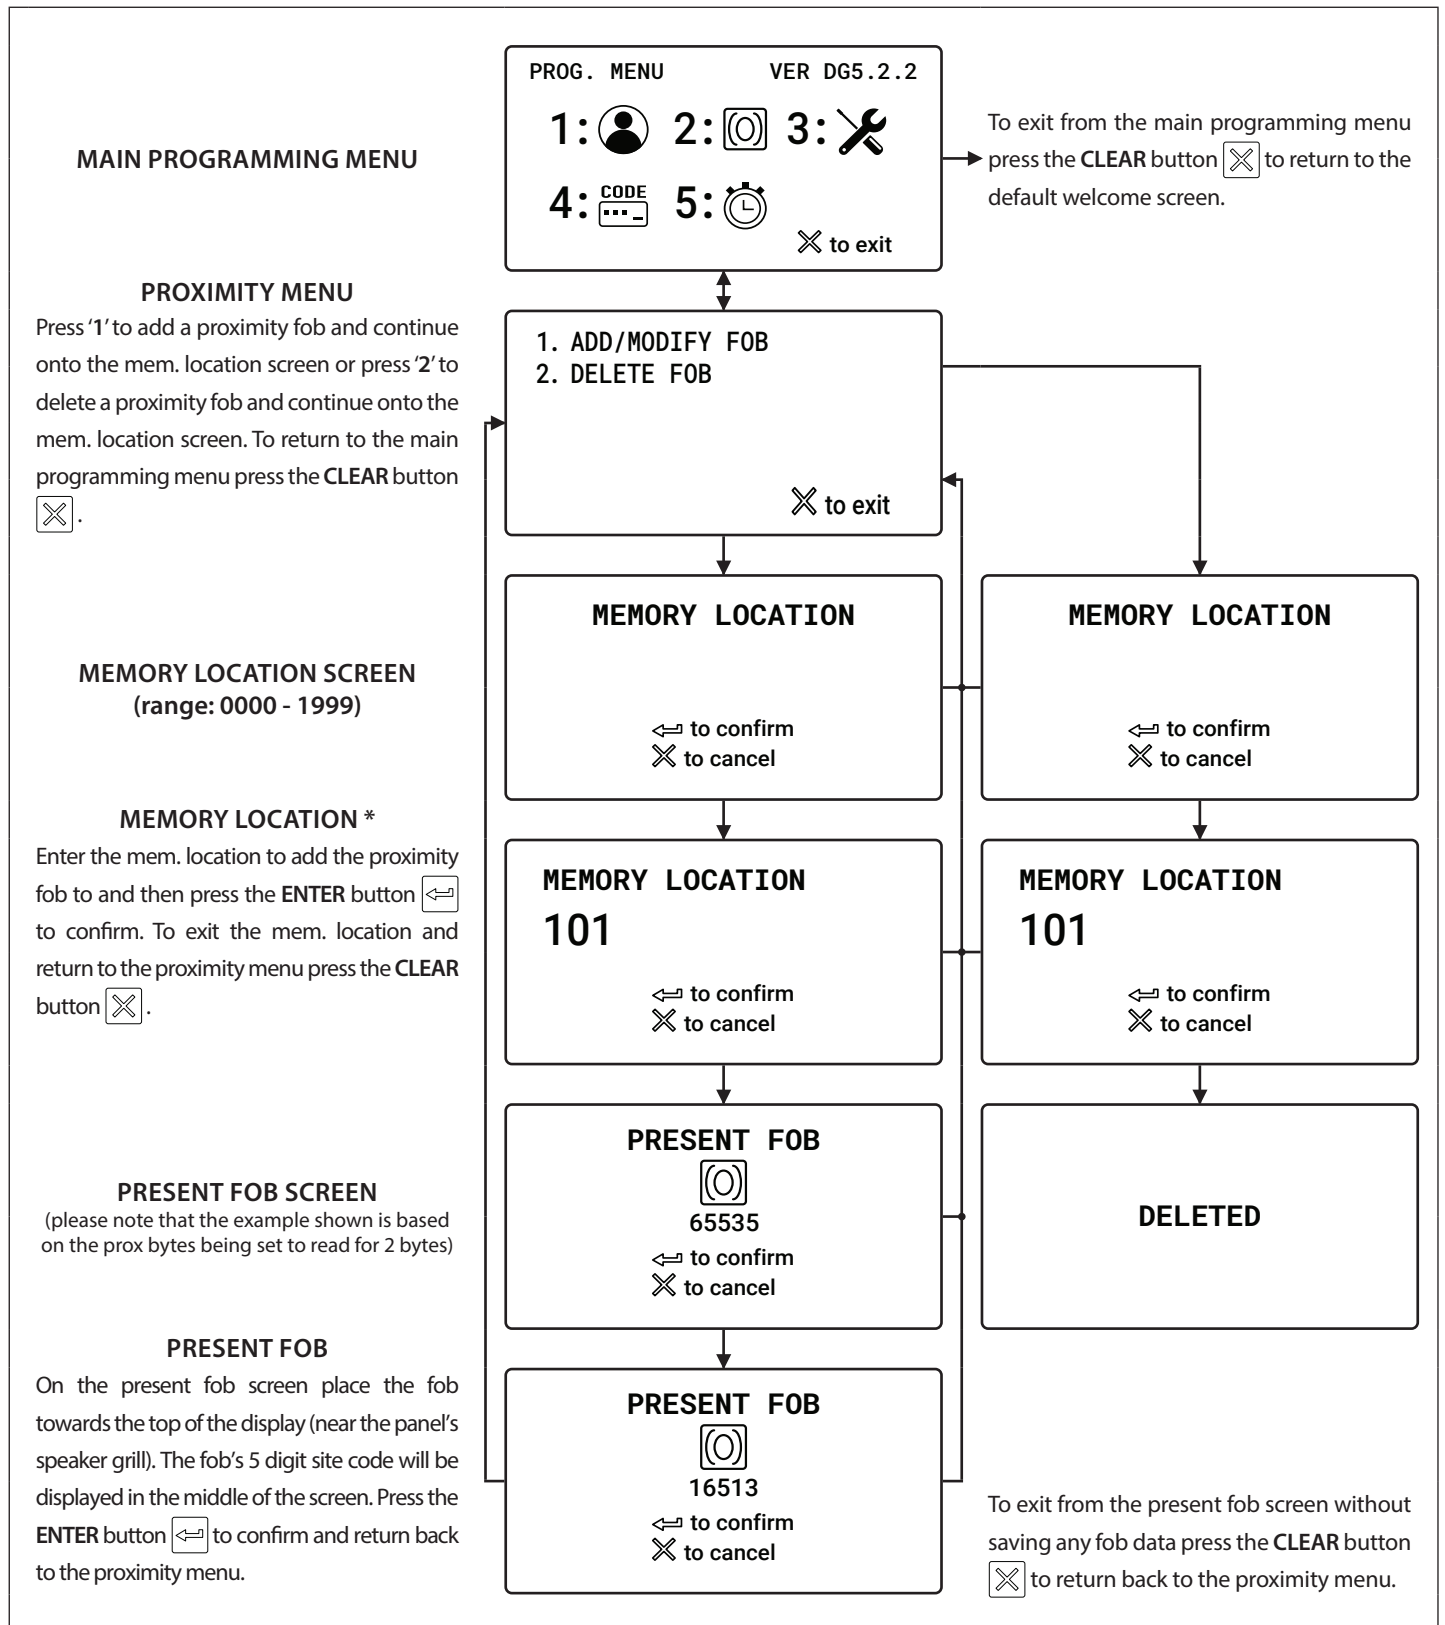 PROG. MENU VER DG5.2.2
1: 2: 3:
4: CODE 5:
to exit
MAIN PROGRAMMING MENU
To exit from the main programming menu
press the CLEAR button to return to the
default welcome screen.
PROXIMITY MENU
Press ‘1’ to add a proximity fob and continue
onto the mem. location screen or press ‘2’ to
delete a proximity fob and continue onto the
mem. location screen. To return to the main
programming menu press the CLEAR button
.
1. ADD/MODIFY FOB
2. DELETE FOB
to exit
MEMORY LOCATION SCREEN
(range: 0000 - 1999)
MEMORY LOCATION
to confirm
to cancel
MEMORY LOCATION
to confirm
to cancel
MEMORY LOCATION *
Enter the mem. location to add the proximity
fob to and then press the ENTER button
to confirm. To exit the mem. location and
return to the proximity menu press the CLEAR
button .
MEMORY LOCATION
101
to confirm
to cancel
MEMORY LOCATION
101
to confirm
to cancel
PRESENT FOB SCREEN
(please note that the example shown is based
on the prox bytes being set to read for 2 bytes)
PRESENT FOB
65535
to confirm
to cancel
DELETED
PRESENT FOB
On the present fob screen place the fob
towards the top of the display (near the panel’s
speaker grill). The fob’s 5 digit site code will be
displayed in the middle of the screen. Press the
ENTER button to confirm and return back
to the proximity menu.
PRESENT FOB
16513
to confirm
to cancel
To exit from the present fob screen without
saving any fob data press the CLEAR button
to return back to the proximity menu.